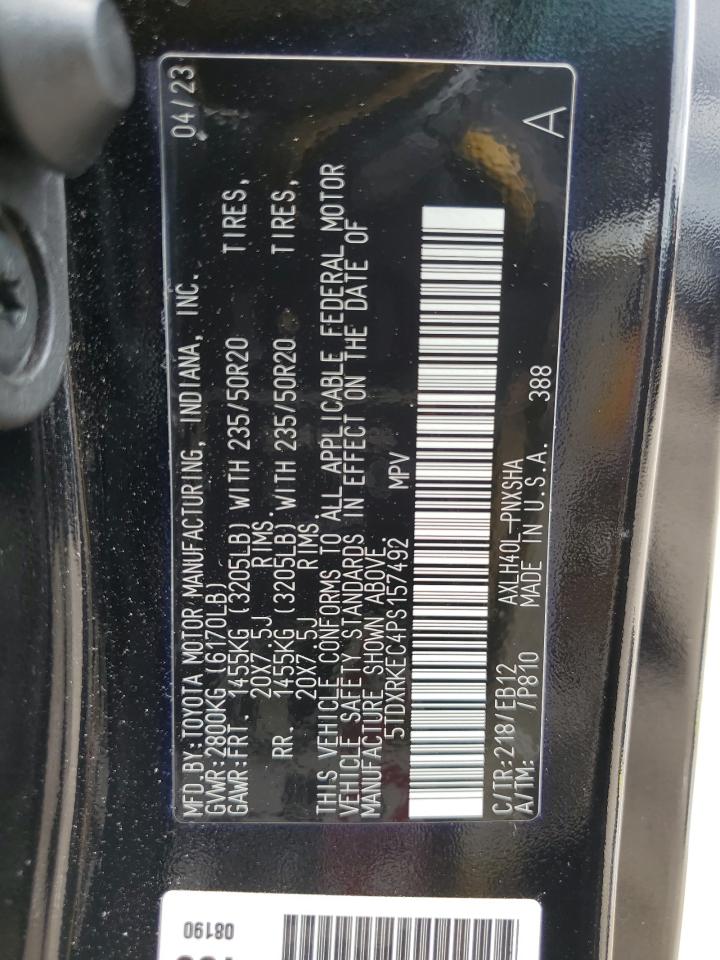 MFD BY:TOYOTA MOTOR MANUFACTURING, INDIANA, INC. 04/23
GVWR:2800KG (6170LB)
GAWR:FRT. 1455KG (3205LB) WITH 235/50R20 TIRES,
20X7.5J RIMS
RR. 1455KG (3205LB) WITH 235/50R20 TIRES,
20X7.5J RIMS.
THIS VEHICLE CONFORMS TO ALL APPLICABLE FEDERAL MOTOR
VEHICLE SAFETY STANDARDS IN EFFECT ON THE DATE OF
MANUFACTURE SHOWN ABOVE.
5TDXRKEC4PS157492 MPV
C/TR:218/EB12 AXLH40L-PNXSHA
A/TM: /P810 MADE IN U.S.A. 388 A
08190